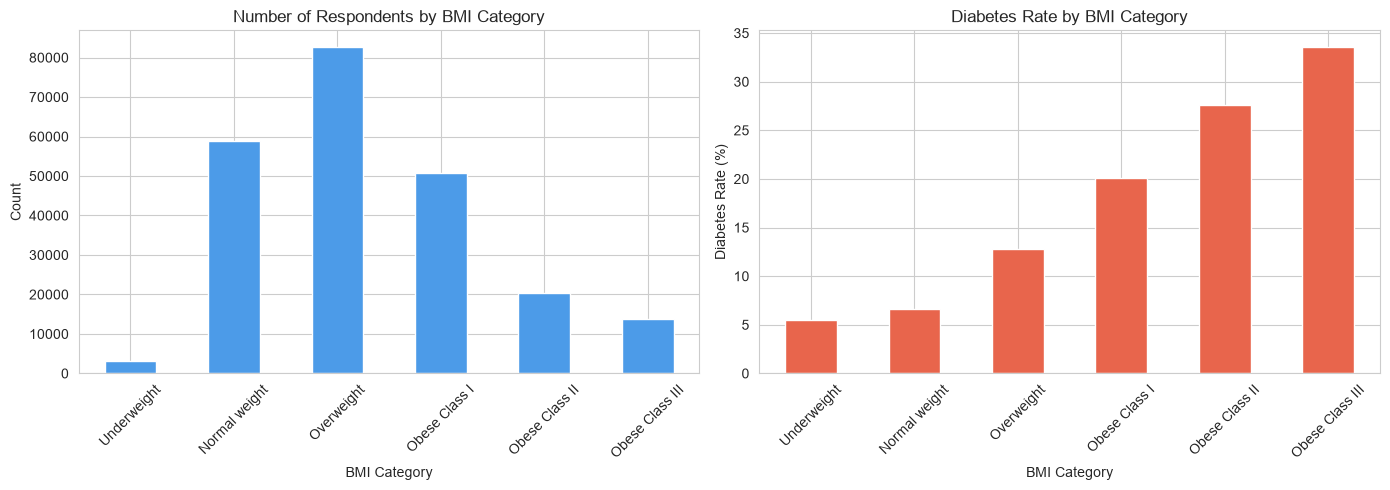 Number of Respondents by BMI Category
Count
80000
70000
60000
50000
40000
30000
20000
10000
0
Underweight
Normal weight
Overweight
Obese Class I
Obese Class II
Obese Class III
BMI Category
Diabetes Rate by BMI Category
Diabetes Rate (%)
35
30
25
20
15
10
5
0
Underweight
Normal weight
Overweight
Obese Class I
Obese Class II
Obese Class III
BMI Category